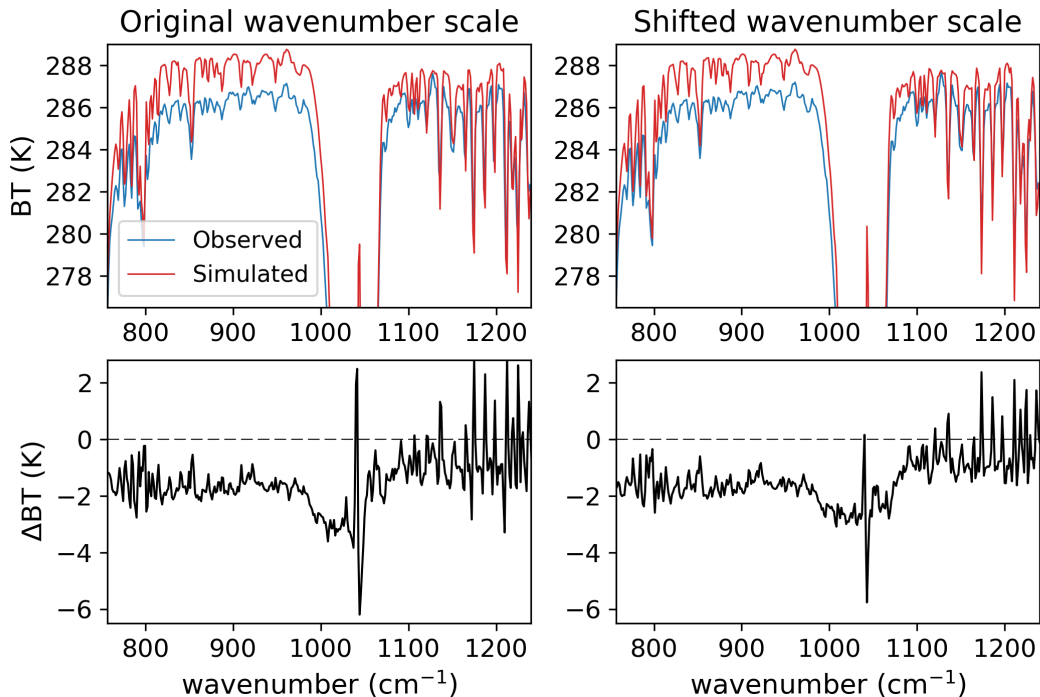 Original wavenumber scale
Shifted wavenumber scale
BT (K)
288
286
284
282
280
278
Observed
Simulated
800 900 1000 1100 1200
288
286
284
282
280
278
800 900 1000 1100 1200
ΔBT (K)
2
0
−2
−4
−6
800 900 1000 1100 1200
wavenumber (cm⁻¹)
2
0
−2
−4
−6
800 900 1000 1100 1200
wavenumber (cm⁻¹)